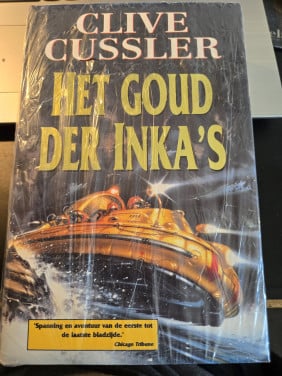 CLIVE
CUSSLER
HET GOUD
DER INKA'S
'Spanning en avontuur van de eerste tot
de laatste bladzijde.'
Chicago Tribune